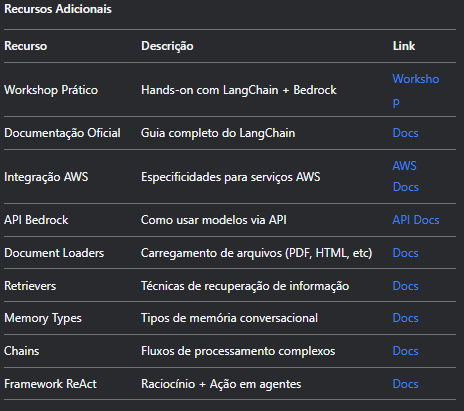 Recursos Adicionais
Recurso Descrição Link
Workshop Prático Hands-on com LangChain + Bedrock Worksho
p
Documentação Oficial Guia completo do LangChain Docs
Integração AWS Especificidades para serviços AWS AWS
Docs
API Bedrock Como usar modelos via API API Docs
Document Loaders Carregamento de arquivos (PDF, HTML, etc) Docs
Retrievers Técnicas de recuperação de informação Docs
Memory Types Tipos de memória conversacional Docs
Chains Fluxos de processamento complexos Docs
Framework ReAct Raciocínio + Ação em agentes Docs